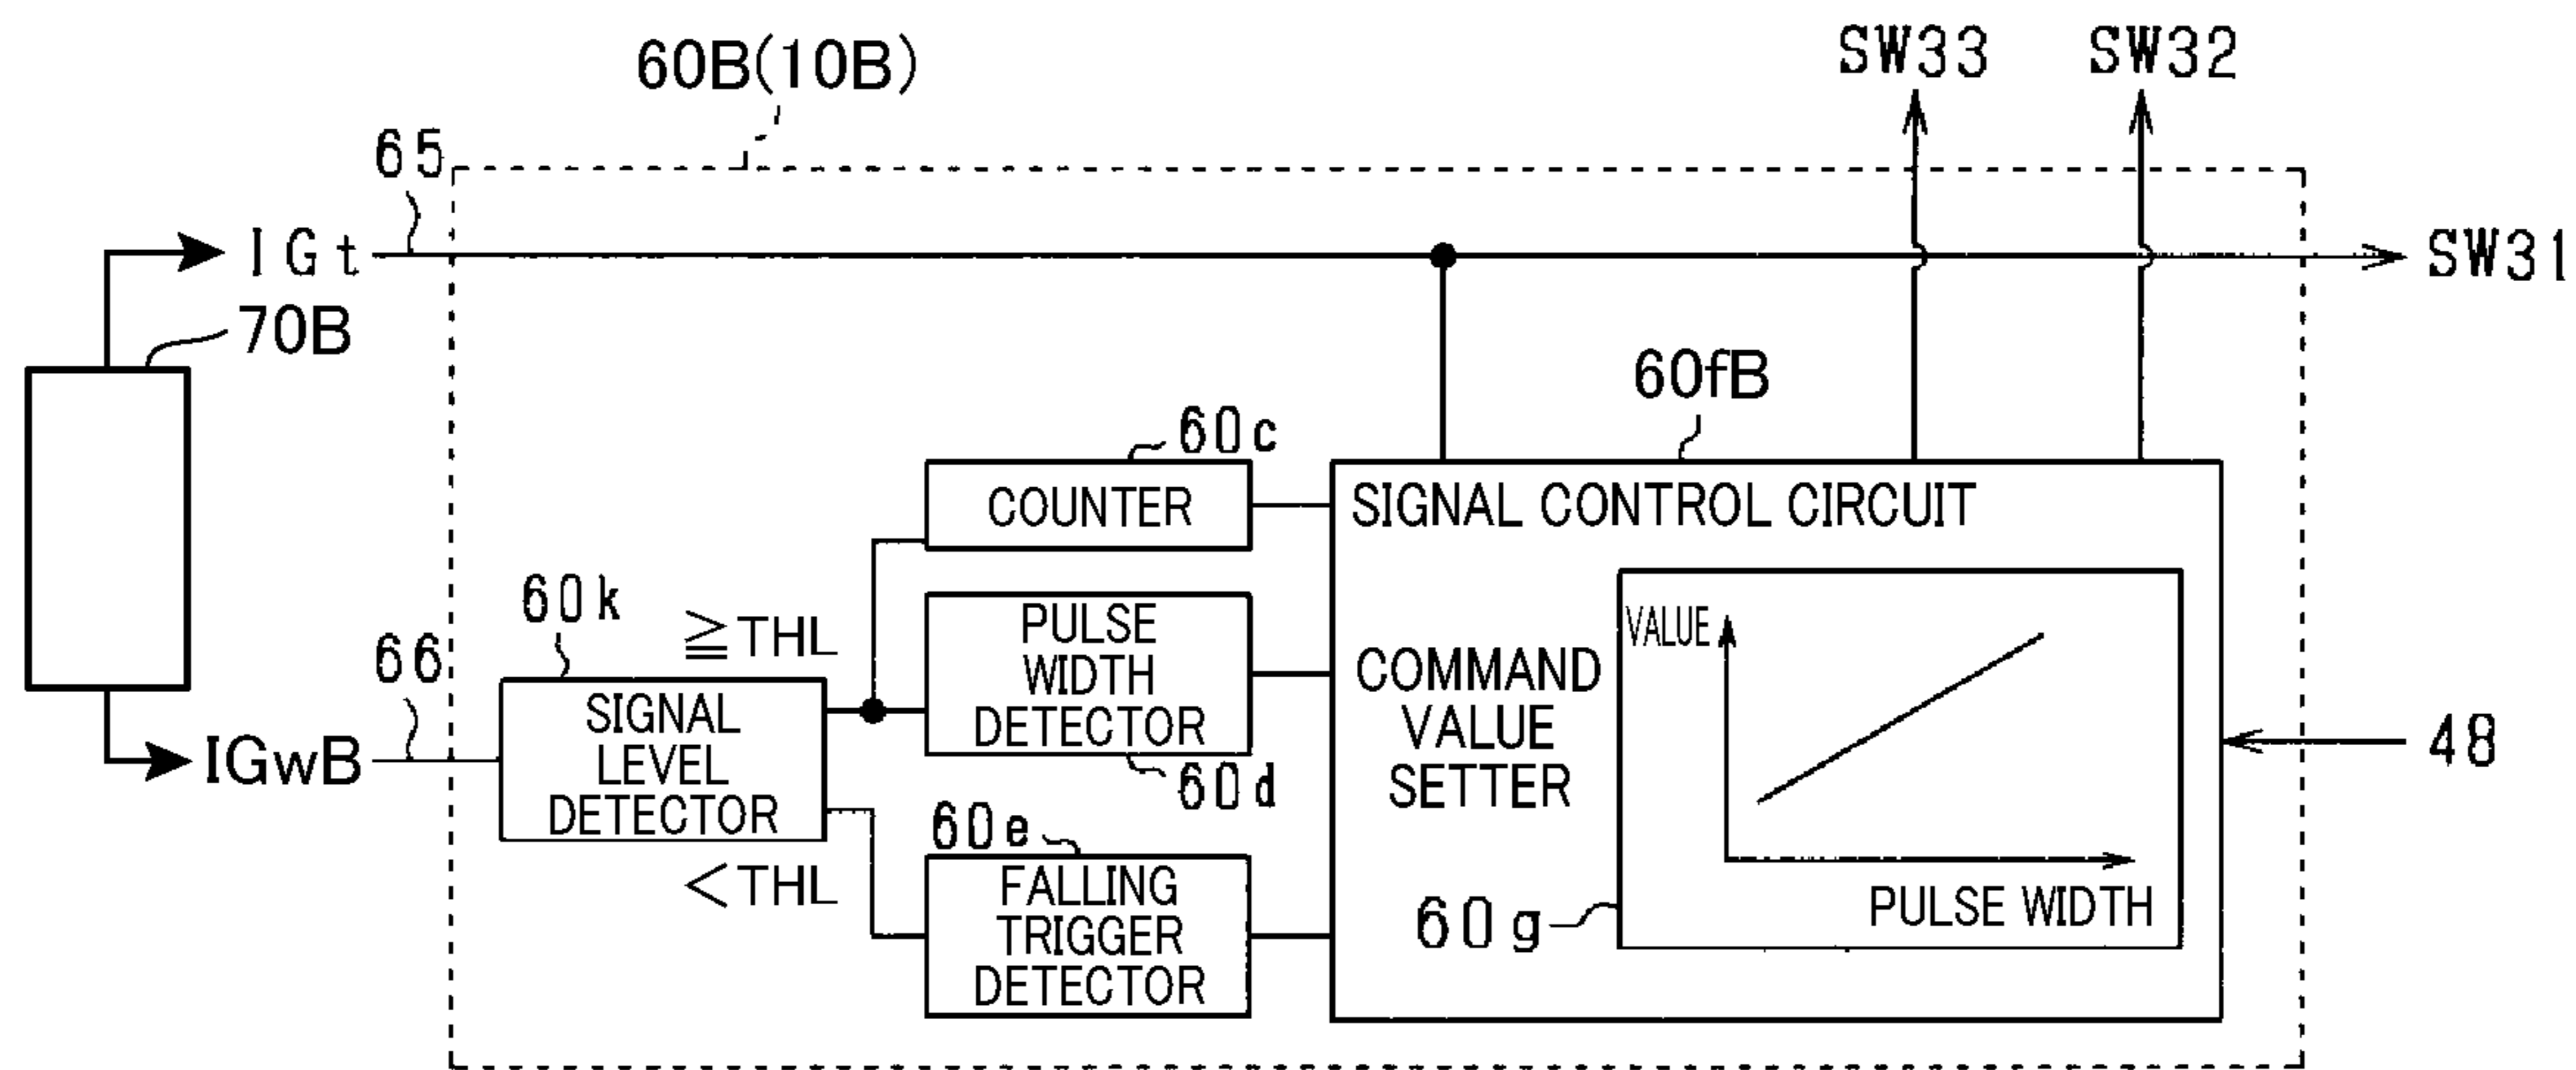 60B(10B)
SW33
SW32
65
IGt
SW31
70B
60fB
60c
COUNTER
SIGNAL CONTROL CIRCUIT
60k
≧THL
PULSE
WIDTH
DETECTOR
60d
66
IGwB
SIGNAL
LEVEL
DETECTOR
<THL
60e
FALLING
TRIGGER
DETECTOR
COMMAND
VALUE
SETTER
VALUE
PULSE WIDTH
60g
48